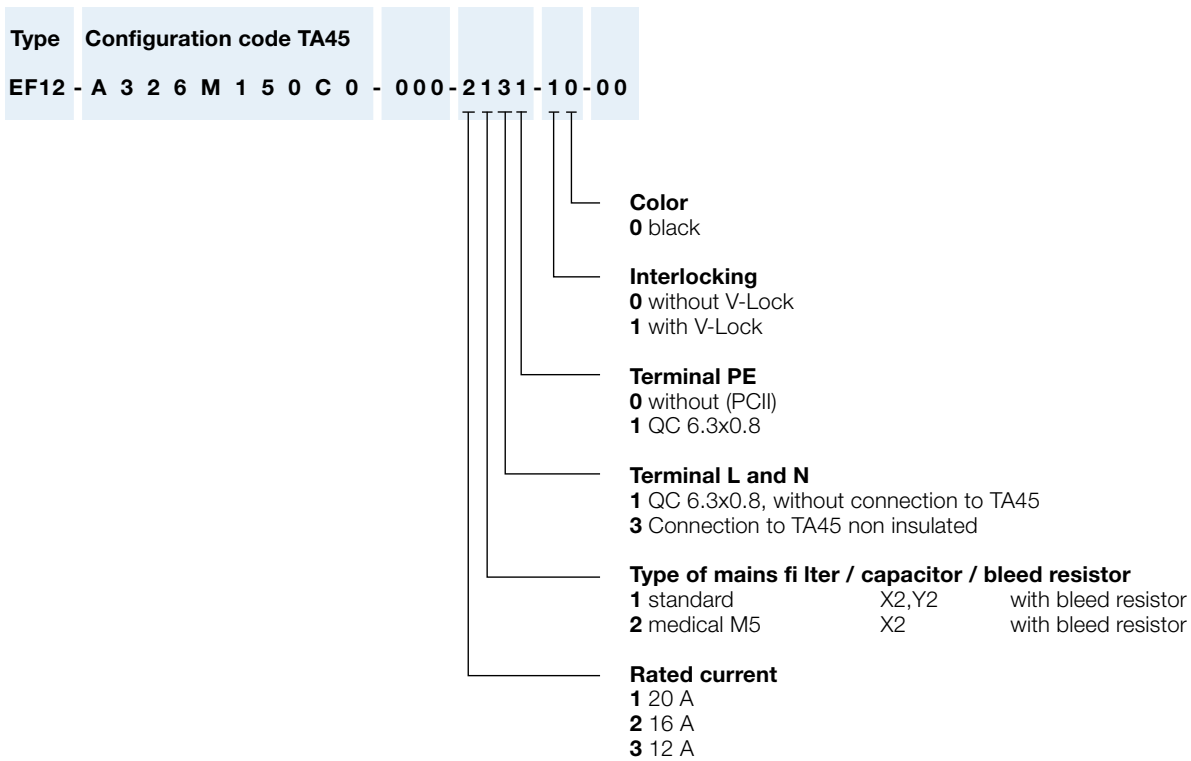 Type Configuration code TA45
EF12 - A 3 2 6 M 1 5 0 C 0 - 000-2131-10-00
Color
0 black
Interlocking
0 without V-Lock
1 with V-Lock
Terminal PE
0 without (PCII)
1 QC 6.3x0.8
Terminal L and N
1 QC 6.3x0.8, without connection to TA45
3 Connection to TA45 non insulated
Type of mains fi lter / capacitor / bleed resistor
1 standard X2,Y2 with bleed resistor
2 medical M5 X2 with bleed resistor
Rated current
1 20 A
2 16 A
3 12 A